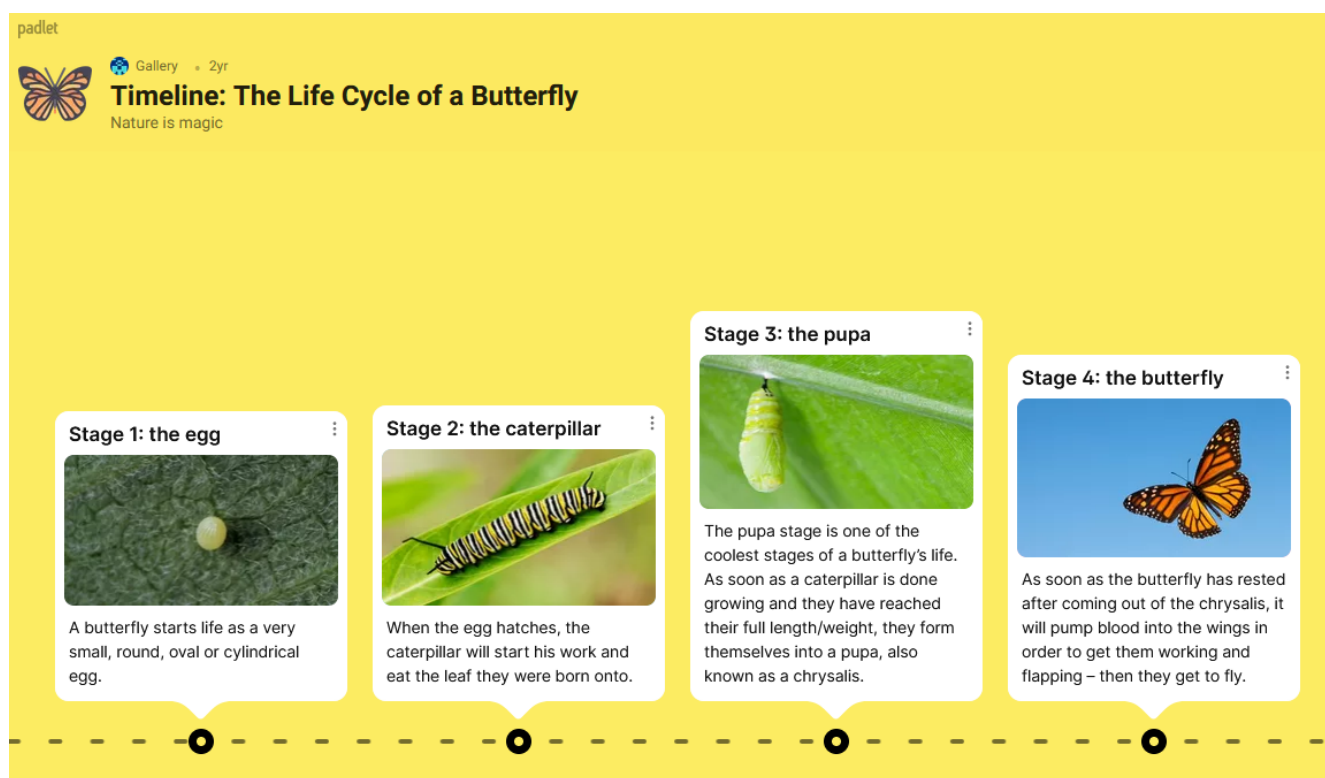 padlet
Gallery • 2yr
Timeline: The Life Cycle of a Butterfly
Nature is magic
Stage 1: the egg
A butterfly starts life as a very
small, round, oval or cylindrical
egg.
Stage 2: the caterpillar
When the egg hatches, the
caterpillar will start his work and
eat the leaf they were born onto.
Stage 3: the pupa
The pupa stage is one of the
coolest stages of a butterfly’s life.
As soon as a caterpillar is done
growing and they have reached
their full length/weight, they form
themselves into a pupa, also
known as a chrysalis.
Stage 4: the butterfly
As soon as the butterfly has rested
after coming out of the chrysalis, it
will pump blood into the wings in
order to get them working and
flapping – then they get to fly.